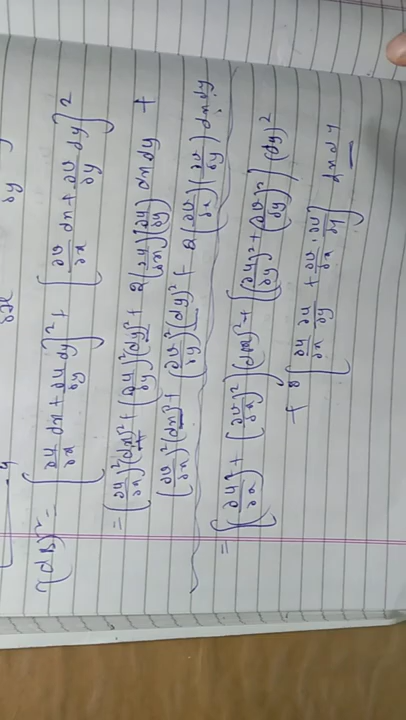 ∂x ∂y
(ds)² = [∂u/∂x dx + ∂u/∂y dy]² + [∂v/∂x dx + ∂v/∂y dy]²
= (∂u/∂x)² (dx)² + (∂u/∂y)² (dy)² + 2(∂u/∂x)(∂u/∂y) dx dy +
(∂v/∂x)² (dx)² + (∂v/∂y)² (dy)² + 2(∂v/∂x)(∂v/∂y) dx dy
= [(∂u/∂x)² + (∂v/∂x)²] (dx)² + [(∂u/∂y)² + (∂v/∂y)²] (dy)²
+ 2[∂u/∂x ∂u/∂y + ∂v/∂x · ∂v/∂y] dx dy